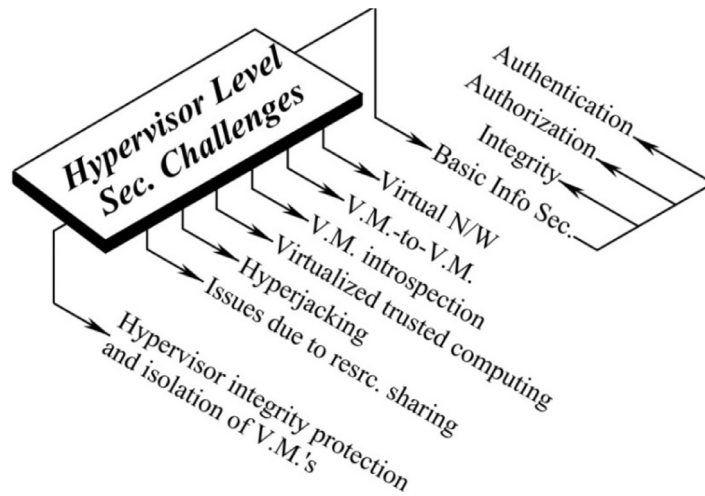 Hypervisor Level
Sec. Challenges
Authentication
Authorization
Integrity
Basic Info Sec.
Virtual N/W
V.M.-to-V.M.
V.M. introspection
Virtualized trusted computing
Hyperjacking
Issues due to resrc. sharing
Hypervisor integrity protection
and isolation of V.M.'s